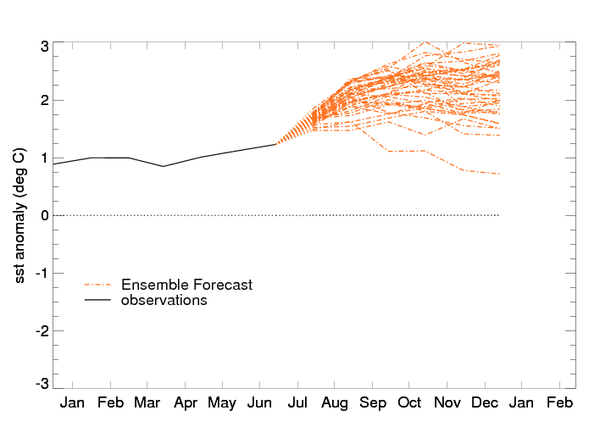 3
2
1
0
-1
-2
-3
sst anomaly (deg C)
Ensemble Forecast
observations
Jan Feb Mar Apr May Jun Jul Aug Sep Oct Nov Dec Jan Feb